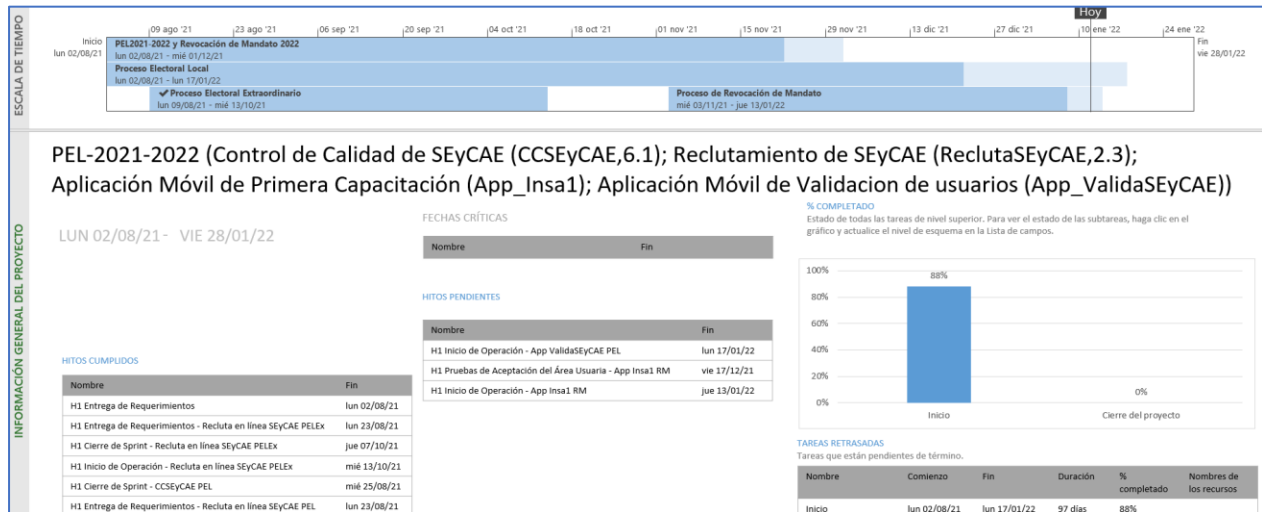 Hoy
09 ago '21 23 ago '21 06 sep '21 20 sep '21 04 oct '21 18 oct '21 01 nov '21 15 nov '21 29 nov '21 13 dic '21 27 dic '21 10 ene '22 24 ene '22
ESCALA DE TIEMPO
Inicio
lun 02/08/21
PEL2021-2022 y Revocación de Mandato 2022
lun 02/08/21 - mié 01/12/21
Proceso Electoral Local
lun 02/08/21 - lun 17/01/22
✔Proceso Electoral Extraordinario
lun 09/08/21 - mié 13/10/21
Proceso de Revocación de Mandato
mié 03/11/21 - jue 13/01/22
Fin
vie 28/01/22
INFORMACIÓN GENERAL DEL PROYECTO
PEL-2021-2022 (Control de Calidad de SEyCAE (CCSEyCAE,6.1); Reclutamiento de SEyCAE (ReclutaSEyCAE,2.3);
Aplicación Móvil de Primera Capacitación (App_Insa1); Aplicación Móvil de Validacion de usuarios (App_ValidaSEyCAE))
LUN 02/08/21 - VIE 28/01/22
HITOS CUMPLIDOS
Nombre Fin
H1 Entrega de Requerimientos lun 02/08/21
H1 Entrega de Requerimientos - Recluta en línea SEyCAE PELEx lun 23/08/21
H1 Cierre de Sprint - Recluta en línea SEyCAE PELEx jue 07/10/21
H1 Inicio de Operación - Recluta en línea SEyCAE PELEx mié 13/10/21
H1 Cierre de Sprint - CCSEyCAE PEL mié 25/08/21
H1 Entrega de Requerimientos - Recluta en línea SEyCAE PEL lun 23/08/21
FECHAS CRÍTICAS
Nombre Fin
HITOS PENDIENTES
Nombre Fin
H1 Inicio de Operación - App ValidaSEyCAE PEL lun 17/01/22
H1 Pruebas de Aceptación del Área Usuaria - App Insa1 RM vie 17/12/21
H1 Inicio de Operación - App Insa1 RM jue 13/01/22
% COMPLETADO
Estado de todas las tareas de nivel superior. Para ver el estado de las subtareas, haga clic en el
gráfico y actualice el nivel de esquema en la Lista de campos.
100%
80%
60%
40%
20%
0%
88%
0%
Inicio Cierre del proyecto
TAREAS RETRASADAS
Tareas que están pendientes de término.
Nombre Comienzo Fin Duración % completado Nombres de los recursos
Inicio lun 02/08/21 lun 17/01/22 97 días 88%